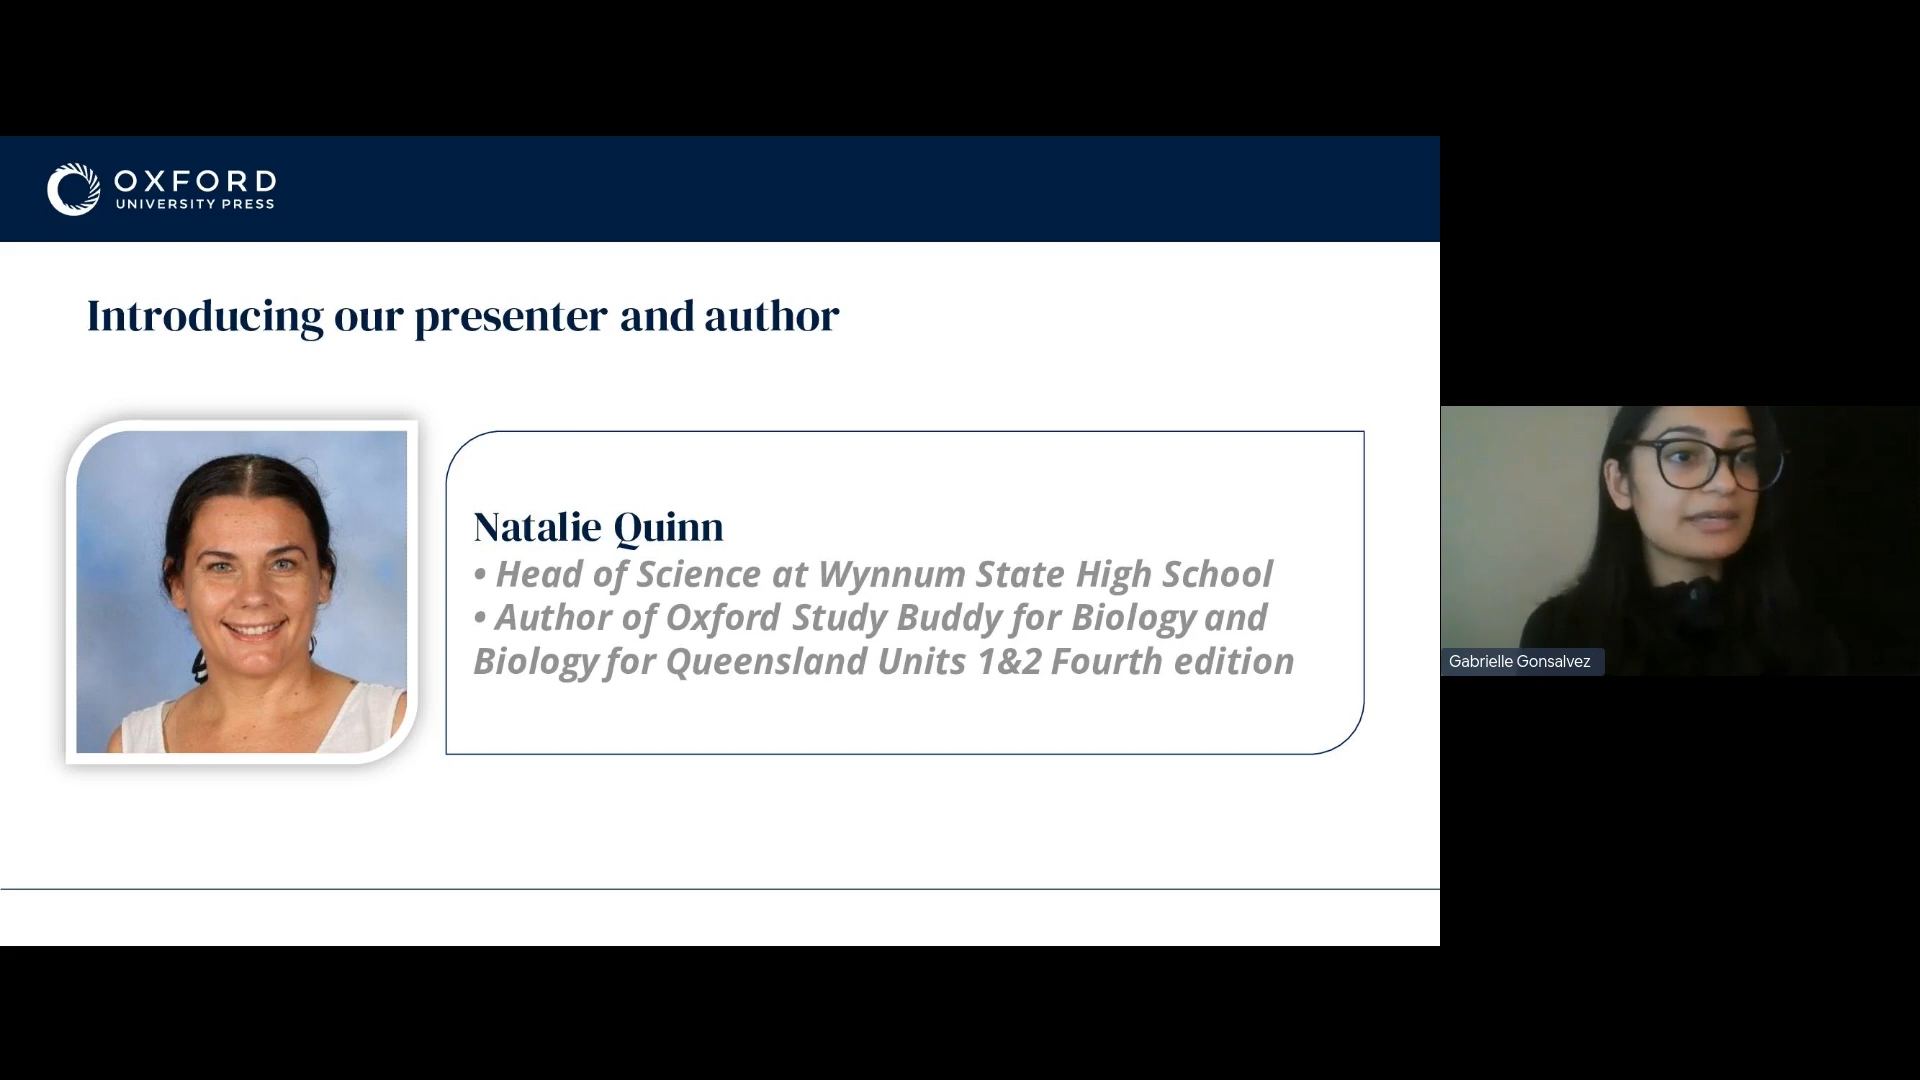 OXFORD
UNIVERSITY PRESS
Introducing our presenter and author
Natalie Quinn
• Head of Science at Wynnum State High School
• Author of Oxford Study Buddy for Biology and
Biology for Queensland Units 1&2 Fourth edition
Gabrielle Gonsalvez